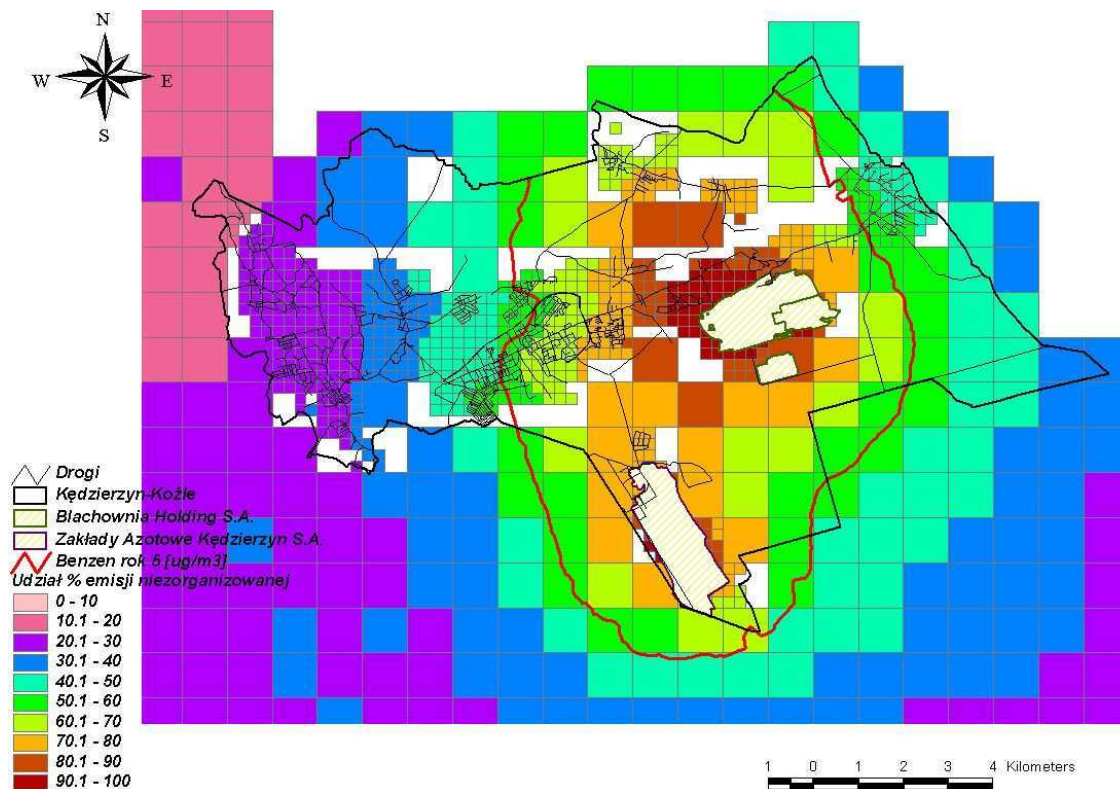 N
W E
S
Drogi
Kędzierzyn-Koźle
Blachownia Holding S.A.
Zakłady Azotowe Kędzierzyn S.A.
Benzen rok 5 [ug/m3]
Udział % emisji niezorganizowanej
0 - 10
10.1 - 20
20.1 - 30
30.1 - 40
40.1 - 50
50.1 - 60
60.1 - 70
70.1 - 80
80.1 - 90
90.1 - 100
1 0 1 2 3 4 Kilometers